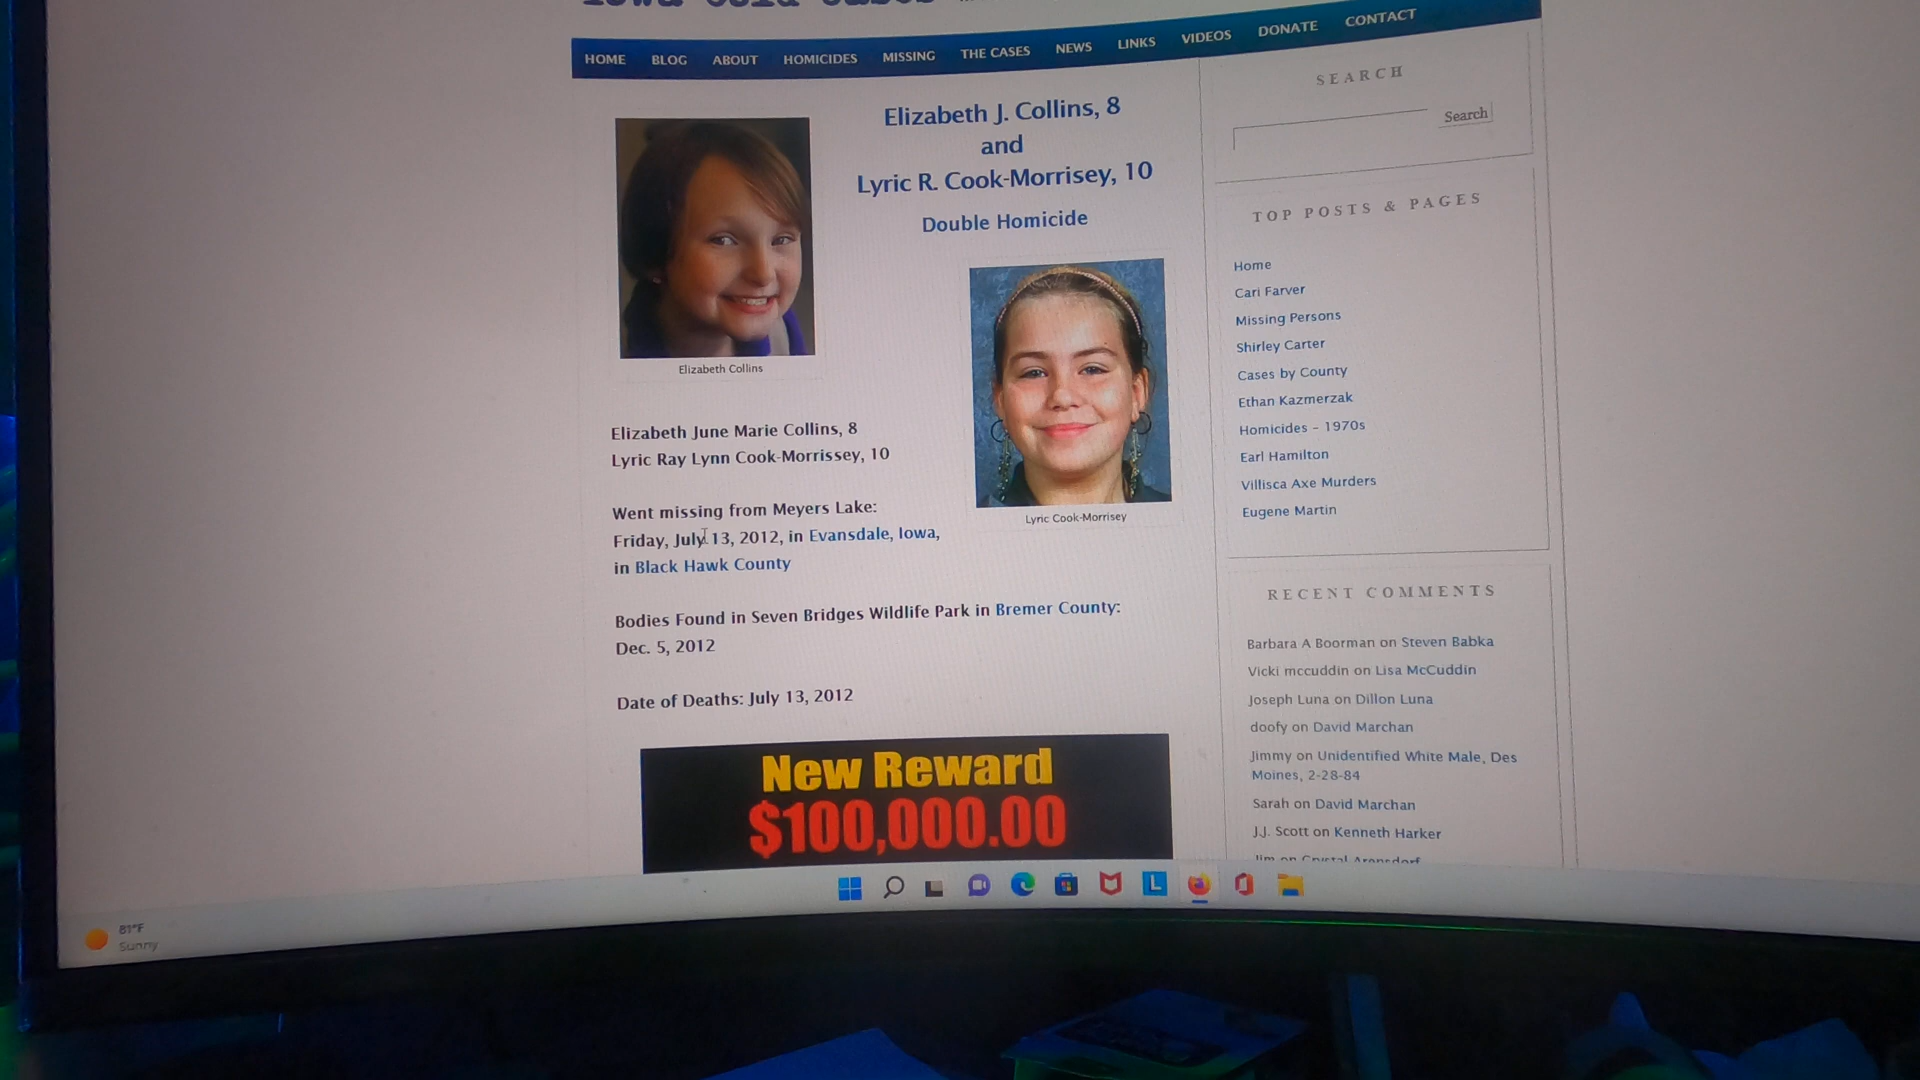 HOME BLOG ABOUT HOMICIDES MISSING THE CASES NEWS LINKS VIDEOS DONATE CONTACT
Elizabeth J. Collins, 8
and
Lyric R. Cook-Morrisey, 10
Double Homicide
Elizabeth Collins
Lyric Cook-Morrisey
Elizabeth June Marie Collins, 8
Lyric Ray Lynn Cook-Morrissey, 10
Went missing from Meyers Lake:
Friday, July 13, 2012, in Evansdale, Iowa,
in Black Hawk County
Bodies Found in Seven Bridges Wildlife Park in Bremer County:
Dec. 5, 2012
Date of Deaths: July 13, 2012
New Reward
$100,000.00
SEARCH
Search
TOP POSTS & PAGES
Home
Cari Farver
Missing Persons
Shirley Carter
Cases by County
Ethan Kazmerzak
Homicides – 1970s
Earl Hamilton
Villisca Axe Murders
Eugene Martin
RECENT COMMENTS
Barbara A Boorman on Steven Babka
Vicki mccuddin on Lisa McCuddin
Joseph Luna on Dillon Luna
doofy on David Marchan
Jimmy on Unidentified White Male, Des
Moines, 2-28-84
Sarah on David Marchan
J.J. Scott on Kenneth Harker
81°F
Sunny